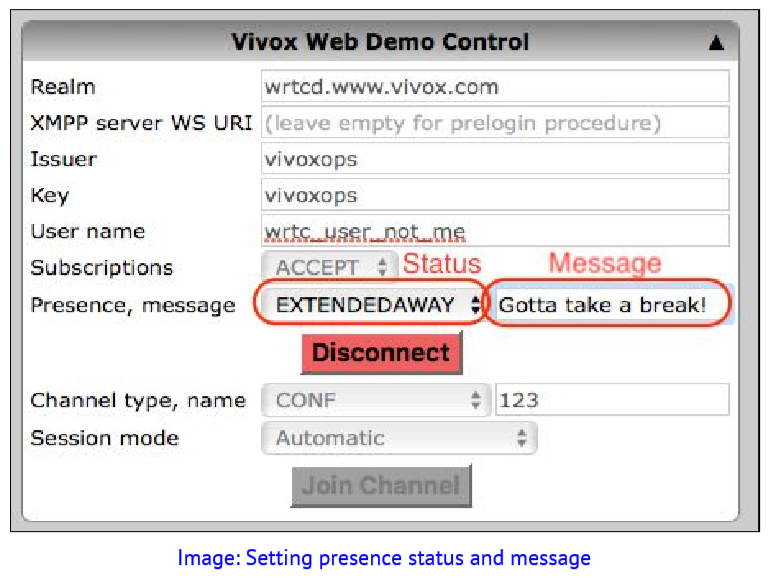 Vivox Web Demo Control ▲
Realm wrtcd.www.vivox.com
XMPP server WS URI (leave empty for prelogin procedure)
Issuer vivoxops
Key vivoxops
User name wrtc_user_not_me
Subscriptions ACCEPT Status Message
Presence, message EXTENDEDAWAY Gotta take a break!
Disconnect
Channel type, name CONF 123
Session mode Automatic
Join Channel
Image: Setting presence status and message